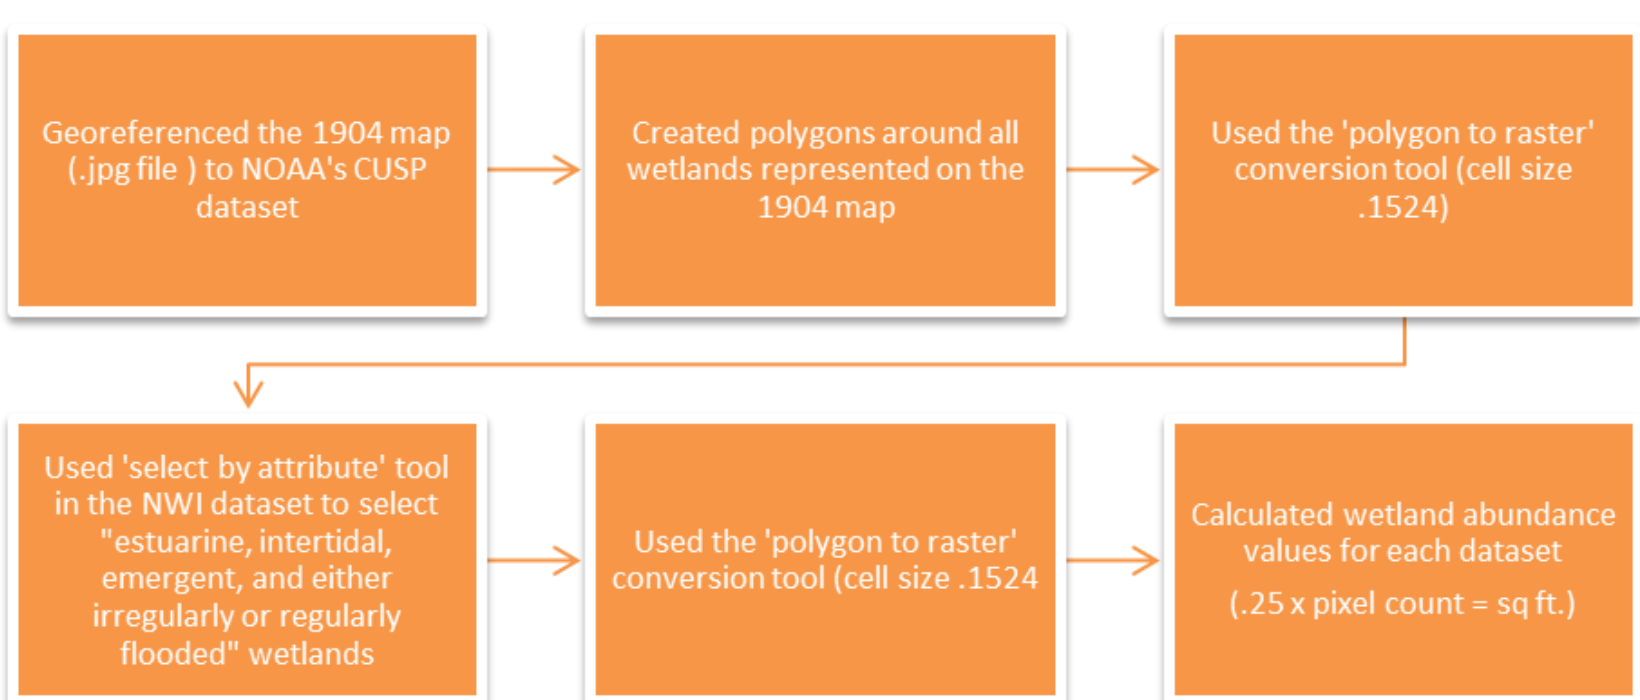 Georeferenced the 1904 map
(.jpg file ) to NOAA's CUSP
dataset
Created polygons around all
wetlands represented on the
1904 map
Used the 'polygon to raster'
conversion tool (cell size
.1524)
Used 'select by attribute' tool
in the NWI dataset to select
"estuarine, intertidal,
emergent, and either
irregularly or regularly
flooded" wetlands
Used the 'polygon to raster'
conversion tool (cell size .1524
Calculated wetland abundance
values for each dataset
(.25 x pixel count = sq ft.)